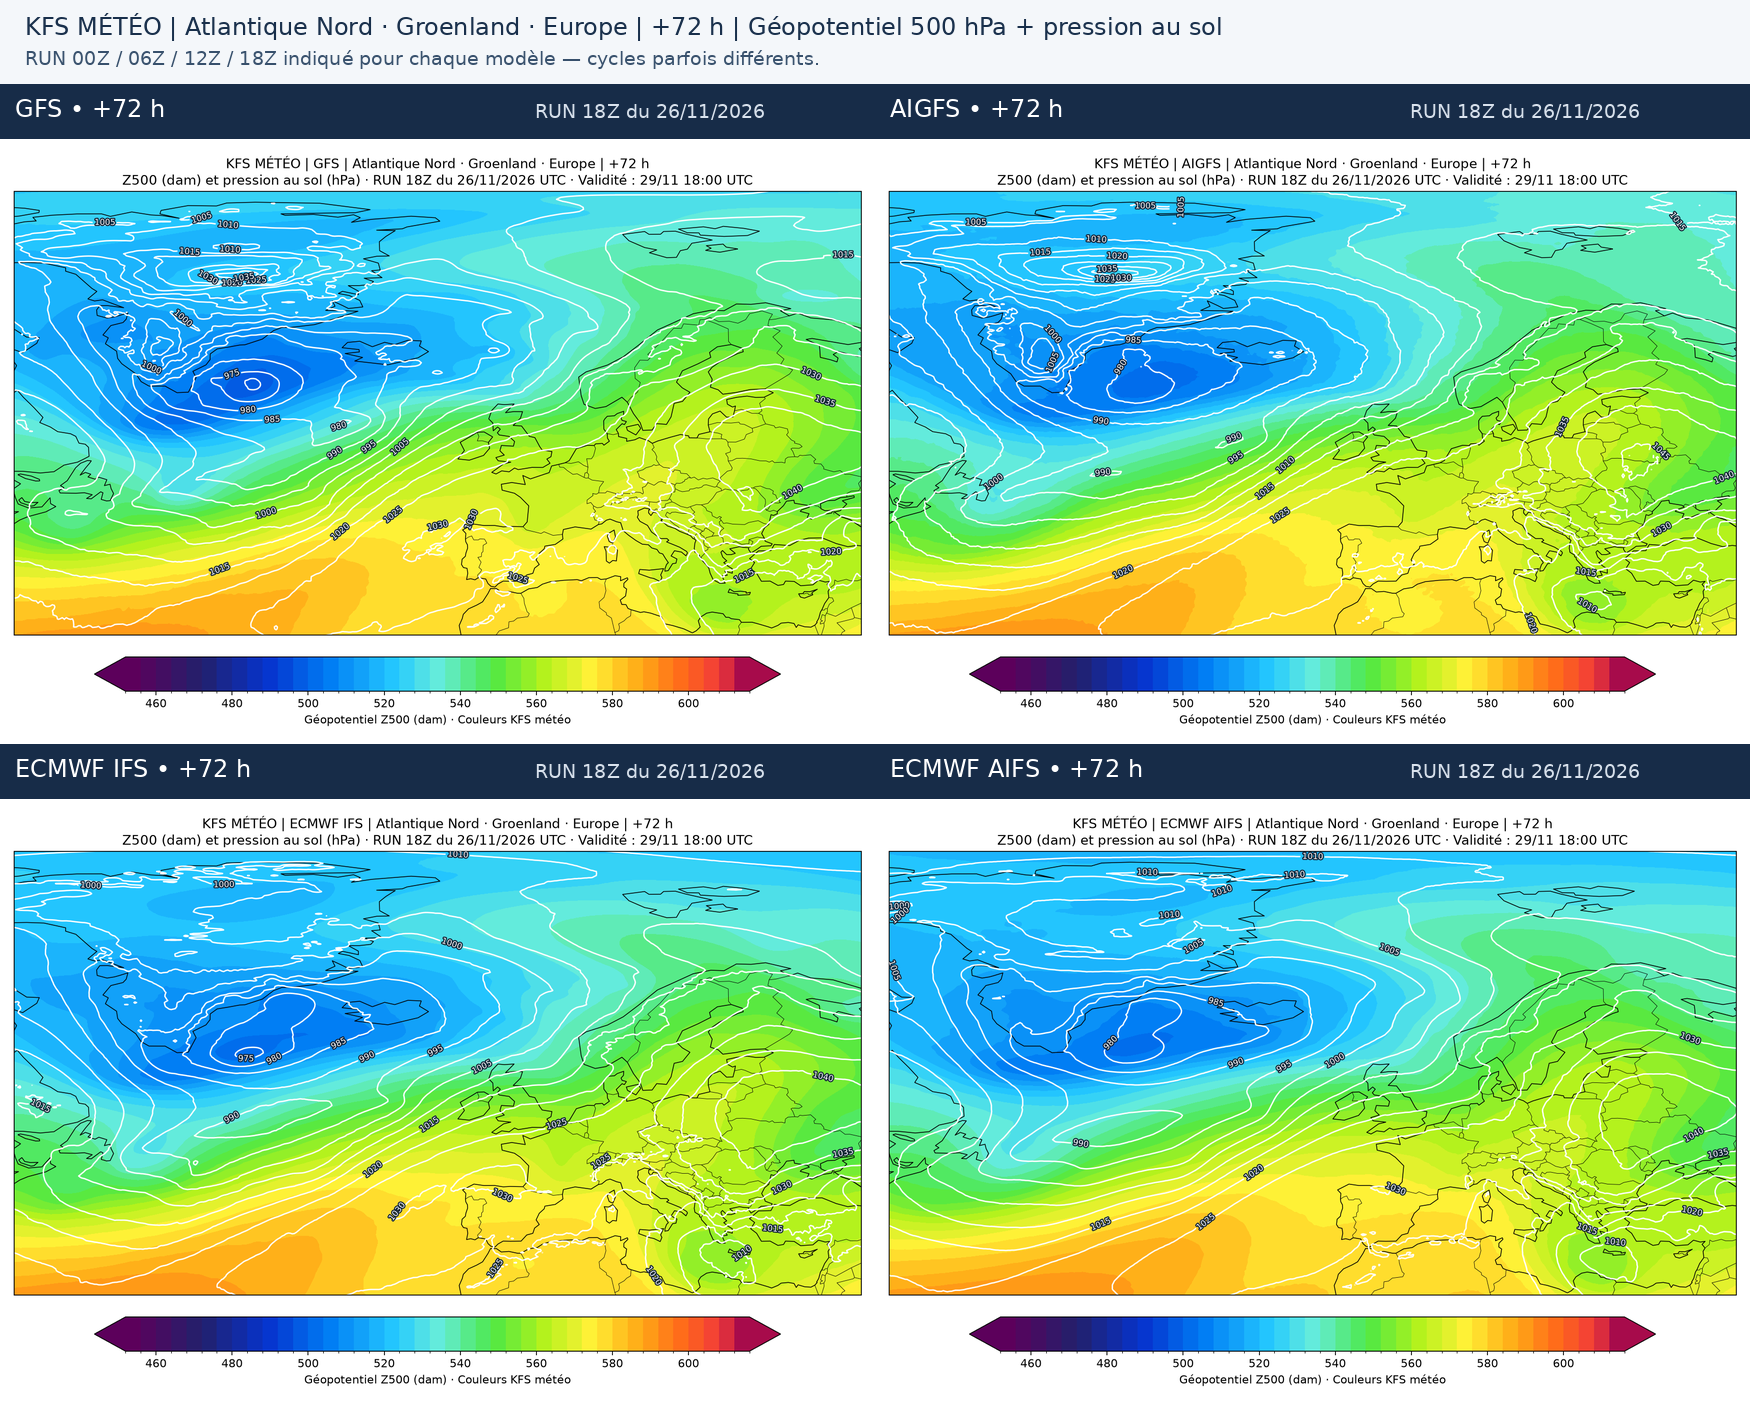 KFS MÉTÉO | Atlantique Nord · Groenland · Europe | +72 h | Géopotentiel 500 hPa + pression au sol
RUN 00Z / 06Z / 12Z / 18Z indiqué pour chaque modèle — cycles parfois différents.
GFS • +72 h
RUN 18Z du 26/11/2026
AIGFS • +72 h
RUN 18Z du 26/11/2026
KFS MÉTÉO | GFS | Atlantique Nord · Groenland · Europe | +72 h
Z500 (dam) et pression au sol (hPa) · RUN 18Z du 26/11/2026 UTC · Validité : 29/11 18:00 UTC
KFS MÉTÉO | AIGFS | Atlantique Nord · Groenland · Europe | +72 h
Z500 (dam) et pression au sol (hPa) · RUN 18Z du 26/11/2026 UTC · Validité : 29/11 18:00 UTC
460 480 500 520 540 560 580 600
Géopotentiel Z500 (dam) · Couleurs KFS météo
460 480 500 520 540 560 580 600
Géopotentiel Z500 (dam) · Couleurs KFS météo
ECMWF IFS • +72 h
RUN 18Z du 26/11/2026
ECMWF AIFS • +72 h
RUN 18Z du 26/11/2026
KFS MÉTÉO | ECMWF IFS | Atlantique Nord · Groenland · Europe | +72 h
Z500 (dam) et pression au sol (hPa) · RUN 18Z du 26/11/2026 UTC · Validité : 29/11 18:00 UTC
KFS MÉTÉO | ECMWF AIFS | Atlantique Nord · Groenland · Europe | +72 h
Z500 (dam) et pression au sol (hPa) · RUN 18Z du 26/11/2026 UTC · Validité : 29/11 18:00 UTC
460 480 500 520 540 560 580 600
Géopotentiel Z500 (dam) · Couleurs KFS météo
460 480 500 520 540 560 580 600
Géopotentiel Z500 (dam) · Couleurs KFS météo